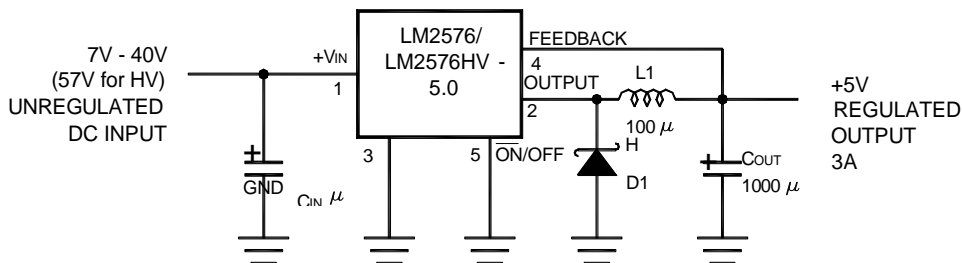 7V - 40V
(57V for HV)
UNREGULATED
DC INPUT
+VIN
1
LM2576/
LM2576HV -
5.0
FEEDBACK
4
OUTPUT
2
L1
100 μ
+5V
REGULATED
OUTPUT
3A
3
5
ON/OFF
H
D1
+
GND
CIN μ
+
COUT
1000 μ